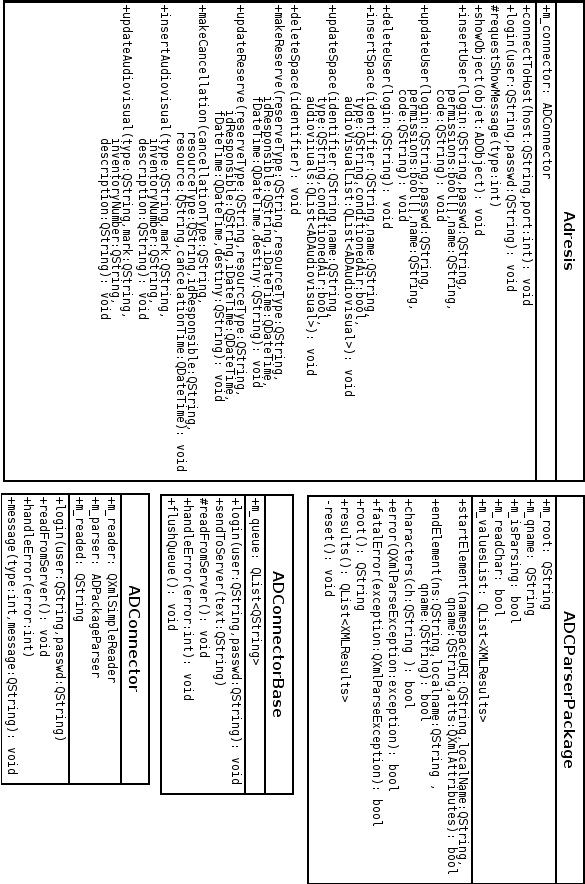 Adresis
+m_connector: ADConnector
+connectToHost(host:QString,port:int): void
+login(user:QString,passwd:QString): void
#requestShowMessage(type:int)
+showObject(objet:ADObject): void
+insertUser(login:QString,passwd:QString,
permissions:Bool[],name:QString,
code:QString): void
+updateUser(login:QString,passwd:QString,
permissions:Bool[],name:QString,
code:QString): void
+deleteUser(login:QString): void
+insertSpace(identifier:QString,name:QString,
type:QString,conditionedAir:bool,
audioVisualList:QList<ADAudiovisual>): void
+updateSpace(identifier:QString,name:QString,
type:QString,conditionedAir:bool,
audioviuals:QList<ADAudiovisual>): void
+deleteSpace(identifier): void
+makeReserve(reserveType:QString,resourceType:QString,
idResponsible:QString,iDateTime:QDateTime,
fDateTime:QDateTime,destiny:QString): void
+updateReserve(reserveType:QString,resourceType:QString,
idResponsible:QString,iDateTime:QDateTime,
fDateTime:QDateTime,destiny:QString): void
+makeCancellation(cancellationType:QString,
resourceType:QString,idResponsible:QString,
resource:QString,cancelationTime:QDateTime): void
+insertAudiovisual(type:QString,mark:QString,
inventoryNumber:QString,
description:QString): void
+updateAudiovisual(type:QString,mark:QString,
inventoryNumber:QString,
description:QString): void
ADCParserPackage
+m_root: QString
+m_qname: QString
+m_isParsing: bool
+m_readChar: bool
+m_valuesList: QList<XMLResults>
+startElement(namespaceURI:QString,localName:QString,
qname:QString,atts:QXmlAttributes): bool
+endElement(ns:QString,localname:QString ,
qname:QString): bool
+characters(ch:QString ): bool
+error(QXmlParseException:exception): bool
+fatalError(exception:QXmlParseException): bool
+root(): QString
+results(): QList<XMLResults>
-reset(): void
ADConnectorBase
+m_queue: QList<QString>
+login(user:QString,passwd:QString): void
+sendToServer(text:QString)
#readFromServer(): void
+handleError(error:int): void
+flushQueue(): void
ADConnector
+m_reader: QXmlSimpleReader
+m_parser: ADPackageParser
+m_readed: QString
+login(user:QString,passwd:QString)
+readFromServer(): void
+handleError(error:int)
+message(type:int,message:QString): void